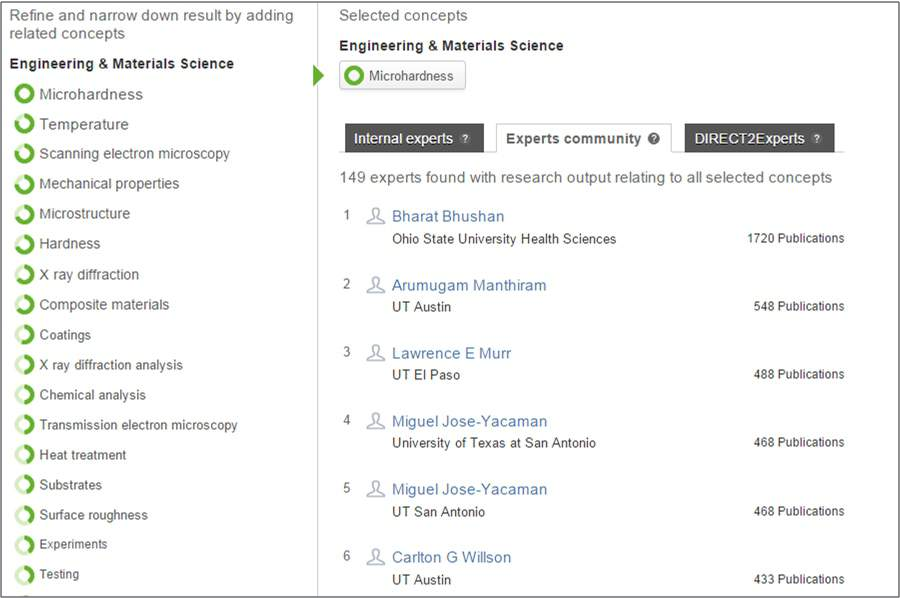 Refine and narrow down result by adding
related concepts
Engineering & Materials Science
Microhardness
Temperature
Scanning electron microscopy
Mechanical properties
Microstructure
Hardness
X ray diffraction
Composite materials
Coatings
X ray diffraction analysis
Chemical analysis
Transmission electron microscopy
Heat treatment
Substrates
Surface roughness
Experiments
Testing
Selected concepts
Engineering & Materials Science
Microhardness
Internal experts ? Experts community ? DIRECT2Experts ?
149 experts found with research output relating to all selected concepts
1 Bharat Bhushan
Ohio State University Health Sciences 1720 Publications
2 Arumugam Manthiram
UT Austin 548 Publications
3 Lawrence E Murr
UT El Paso 488 Publications
4 Miguel Jose-Yacaman
University of Texas at San Antonio 468 Publications
5 Miguel Jose-Yacaman
UT San Antonio 468 Publications
6 Carlton G Willson
UT Austin 433 Publications